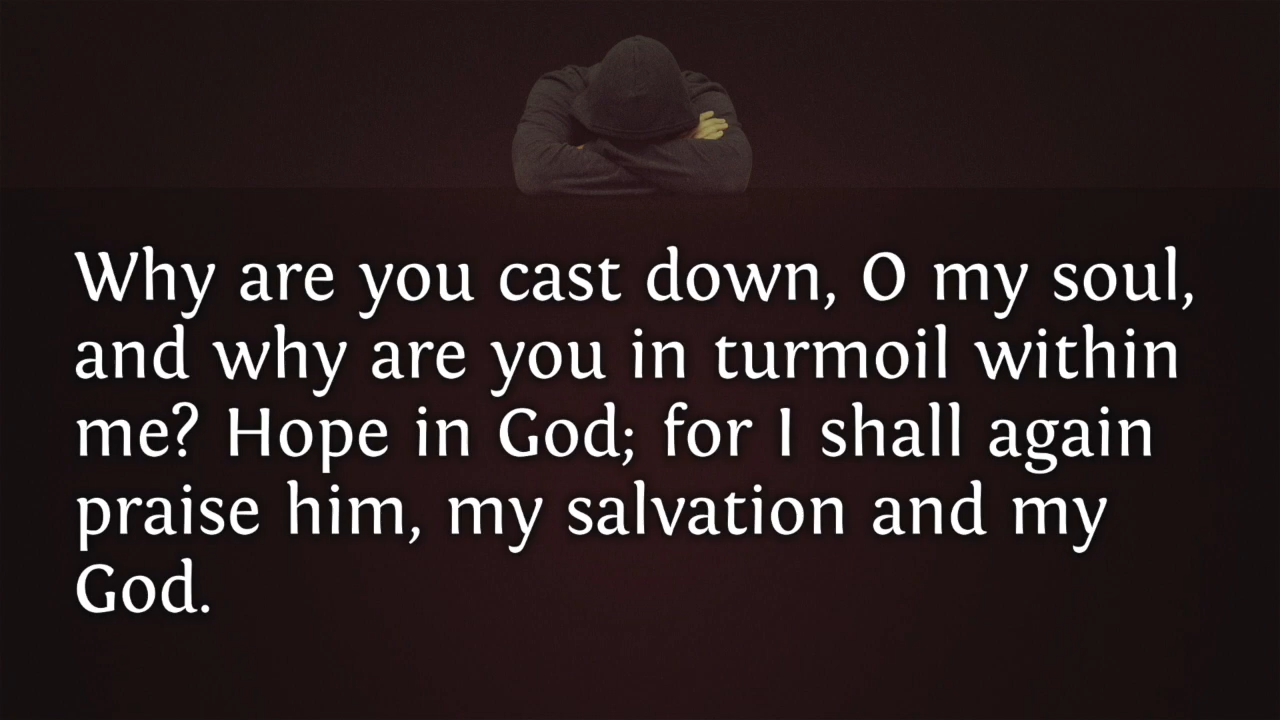 Why are you cast down, O my soul,
and why are you in turmoil within
me? Hope in God; for I shall again
praise him, my salvation and my
God.